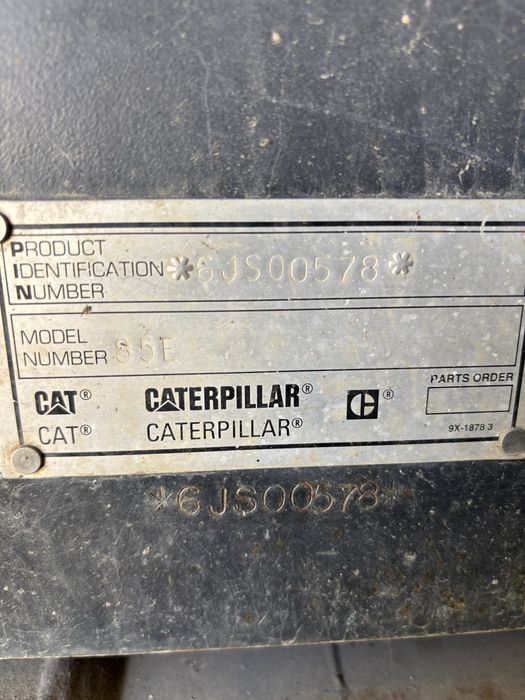 PRODUCT
IDENTIFICATION *6JS00578*
NUMBER
MODEL
NUMBER 85E
PARTS ORDER
CAT® CATERPILLAR® C®
CAT® CATERPILLAR®
9X-1878 3
*6JS00578*